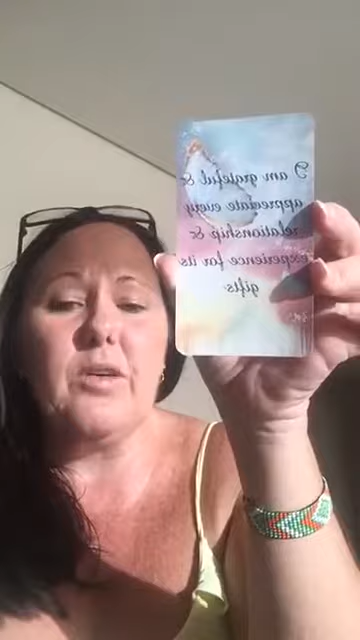 I am grateful &
appreciate every
relationship &
experience for its
gifts